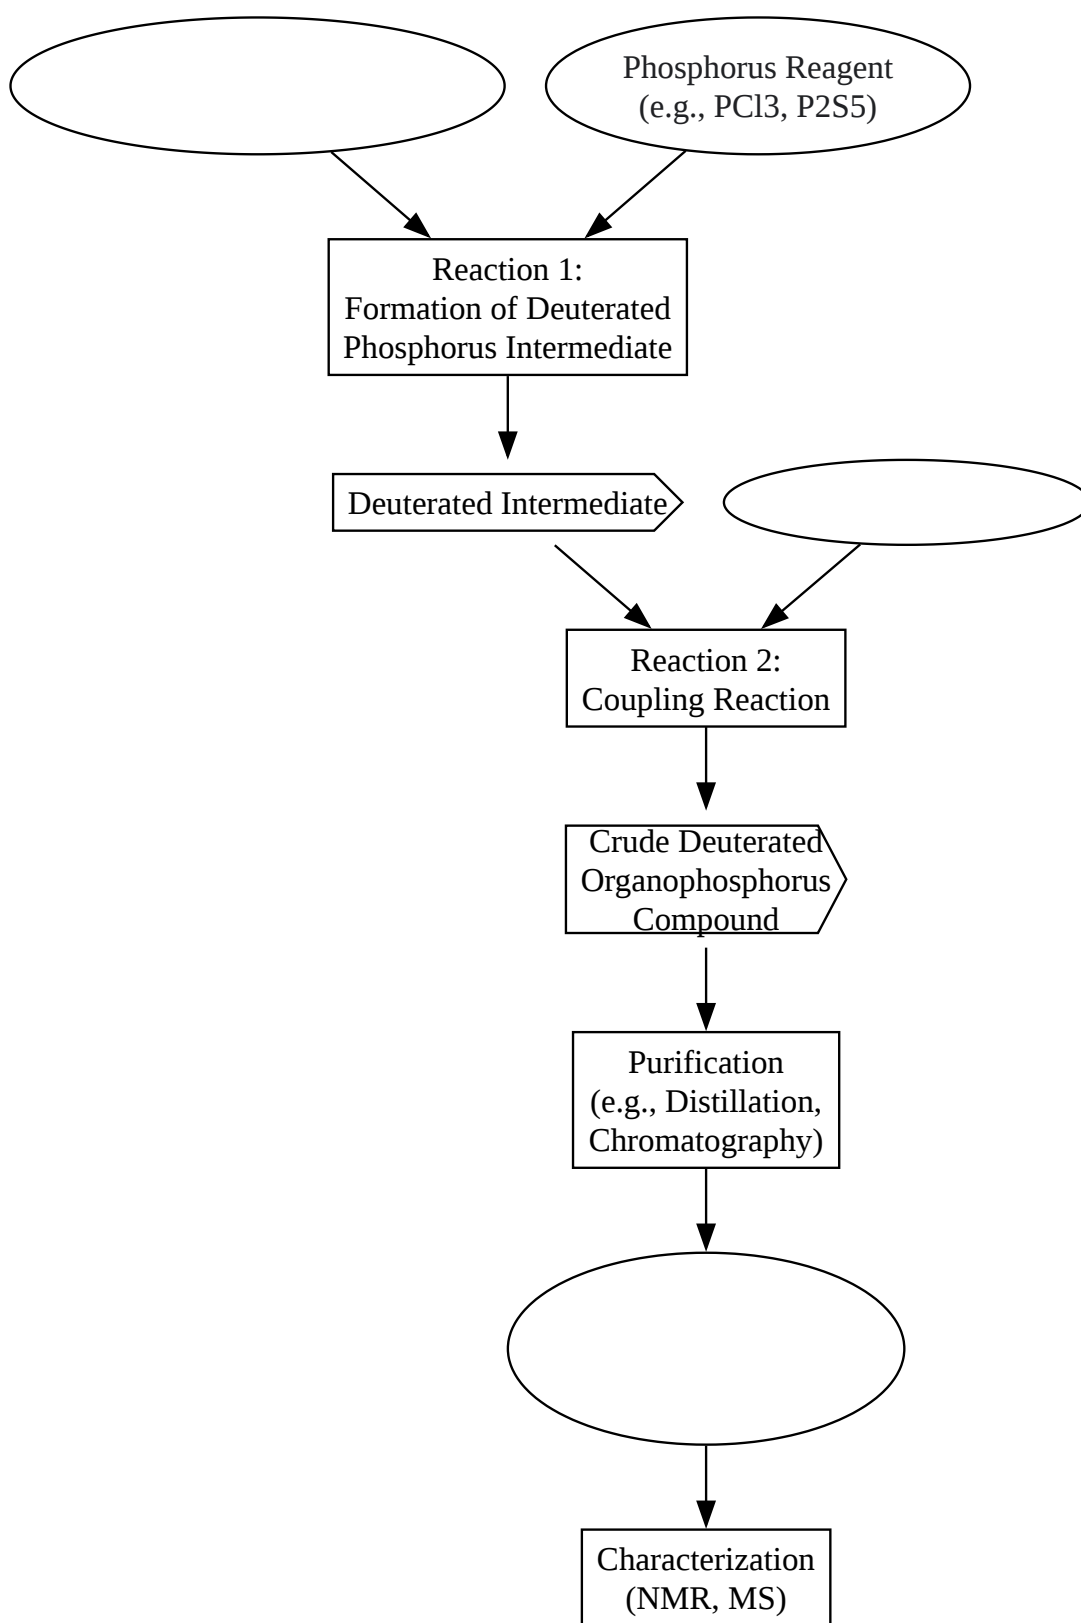 Phosphorus Reagent
(e.g., PCl3, P2S5)
Reaction 1:
Formation of Deuterated
Phosphorus Intermediate
Deuterated Intermediate
Reaction 2:
Coupling Reaction
Crude Deuterated
Organophosphorus
Compound
Purification
(e.g., Distillation,
Chromatography)
Characterization
(NMR, MS)